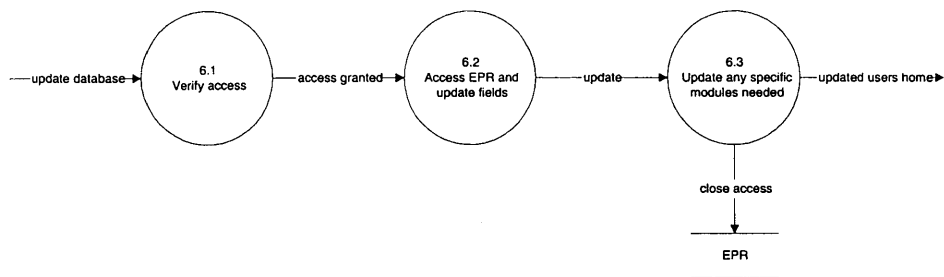 update database
6.1
Verify access
access granted
6.2
Access EPR and
update fields
update
6.3
Update any specific
modules needed
updated users home
close access
EPR